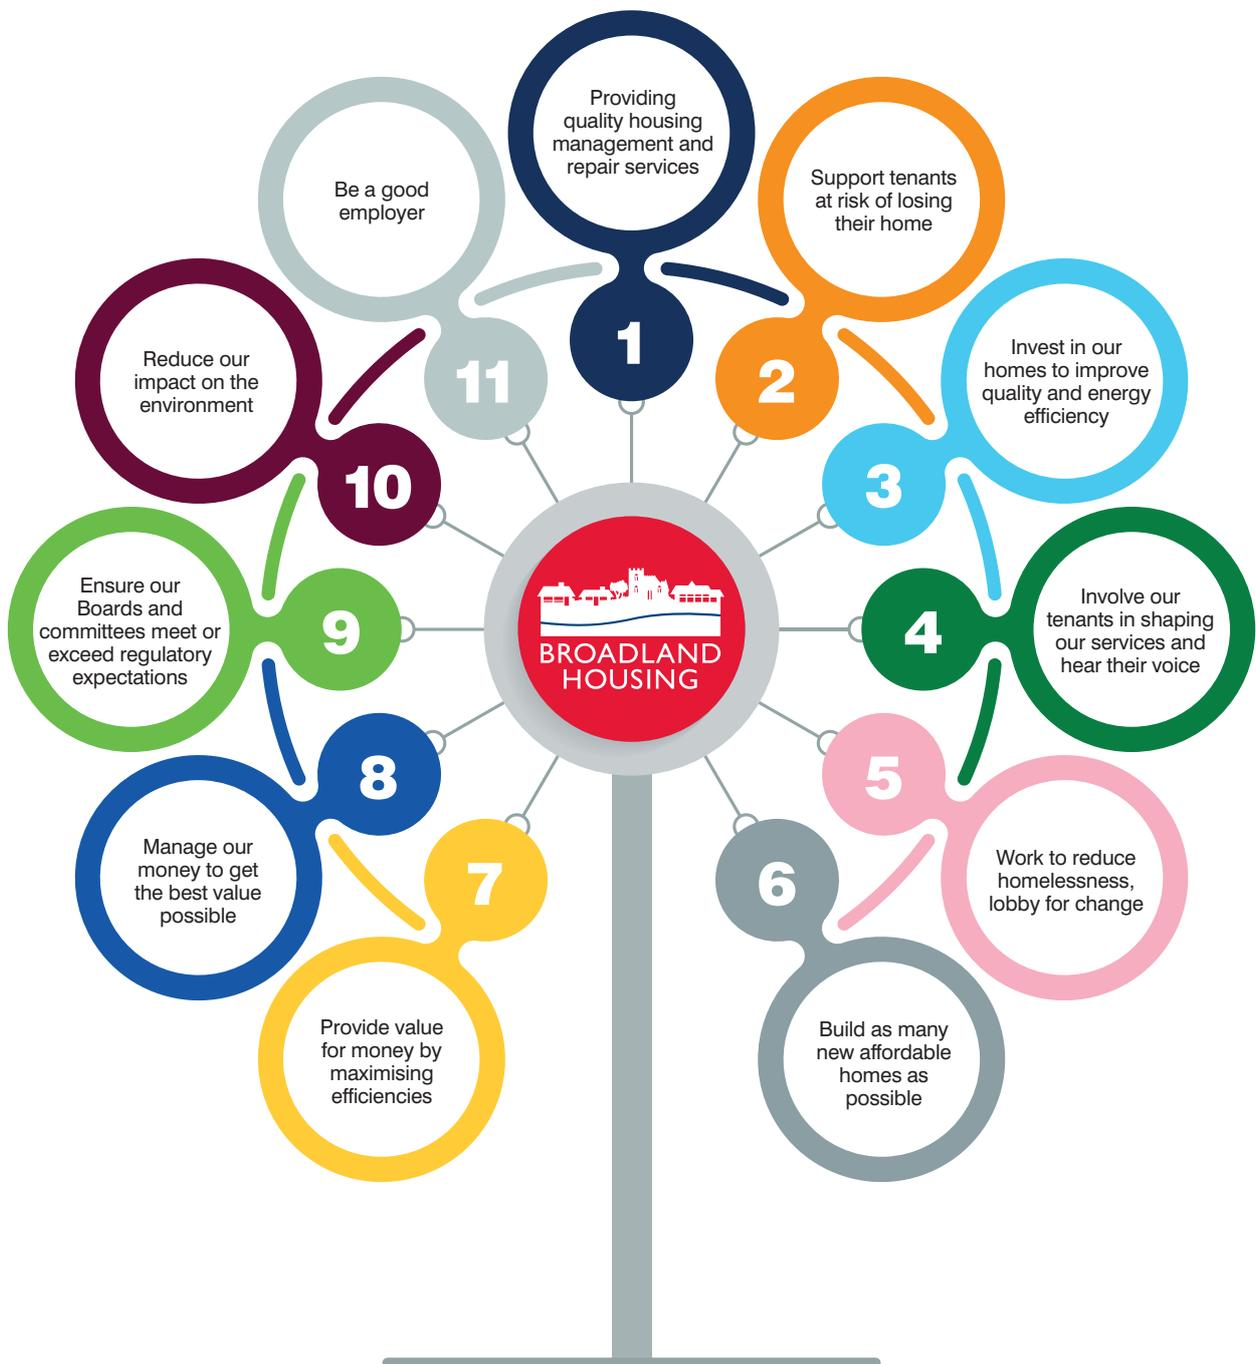 1
Providing
quality housing
management and
repair services
2
Support tenants
at risk of losing
their home
3
Invest in our
homes to improve
quality and energy
efficiency
4
Involve our
tenants in shaping
our services and
hear their voice
5
Work to reduce
homelessness,
lobby for change
6
Build as many
new affordable
homes as
possible
7
Provide value
for money by
maximising
efficiencies
8
Manage our
money to get
the best value
possible
9
Ensure our
Boards and
committees meet or
exceed regulatory
expectations
10
Reduce our
impact on the
environment
11
Be a good
employer
BROADLAND
HOUSING